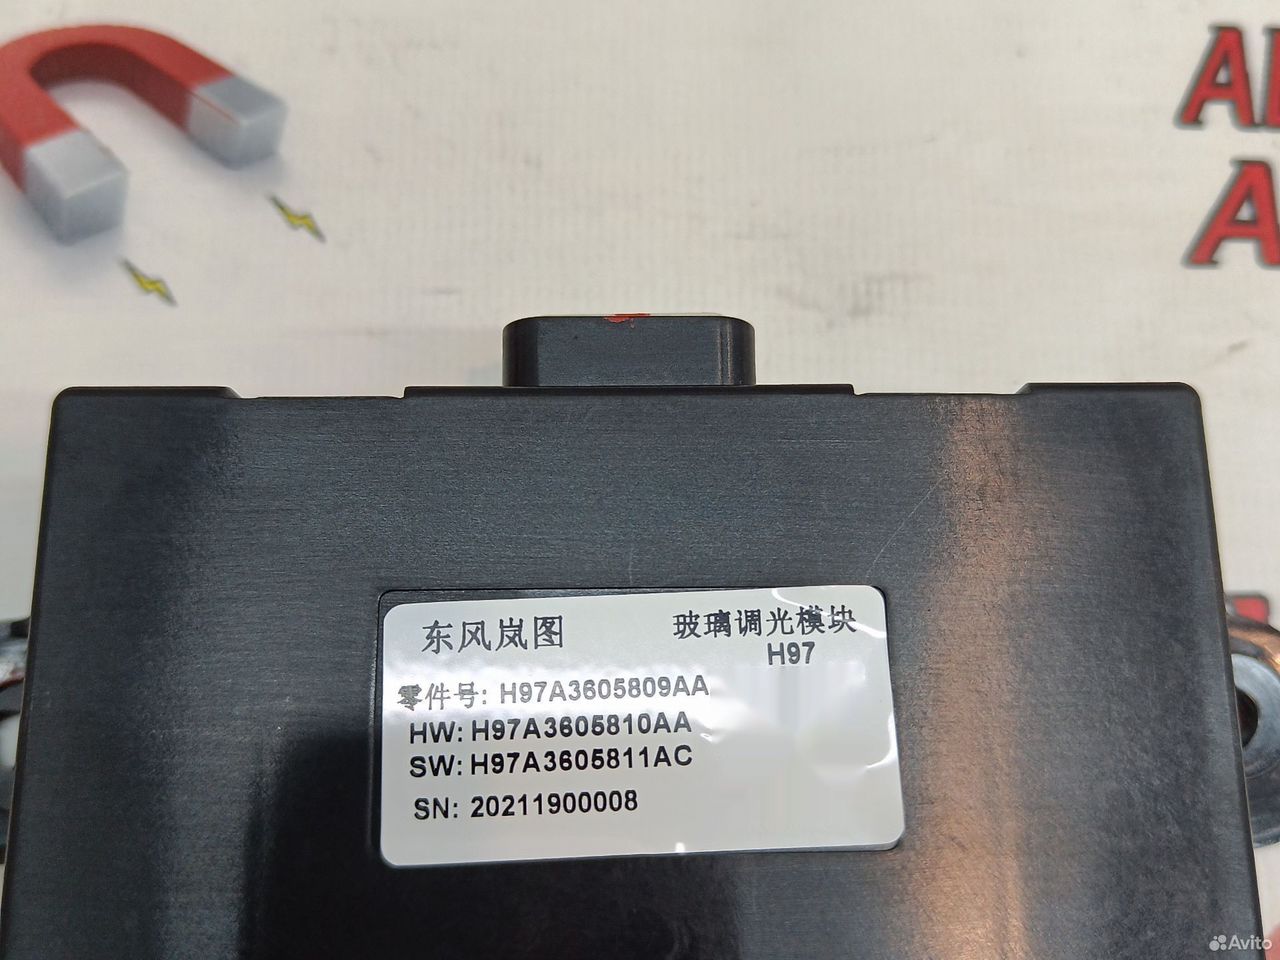 东风岚图
玻璃调光模块
H97
零件号: H97A3605809AA
HW: H97A3605810AA
SW: H97A3605811AC
SN: 20211900008
Avito